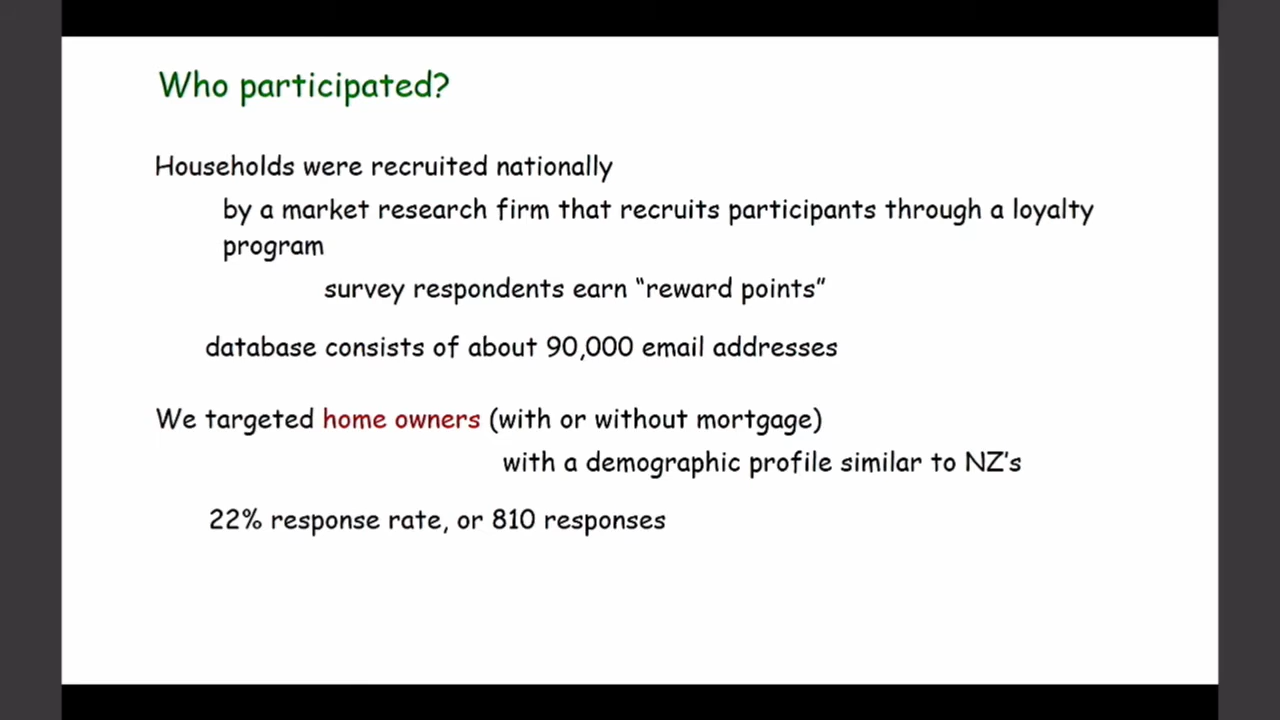 Who participated?
Households were recruited nationally
by a market research firm that recruits participants through a loyalty
program
survey respondents earn “reward points”
database consists of about 90,000 email addresses
We targeted home owners (with or without mortgage)
with a demographic profile similar to NZ’s
22% response rate, or 810 responses